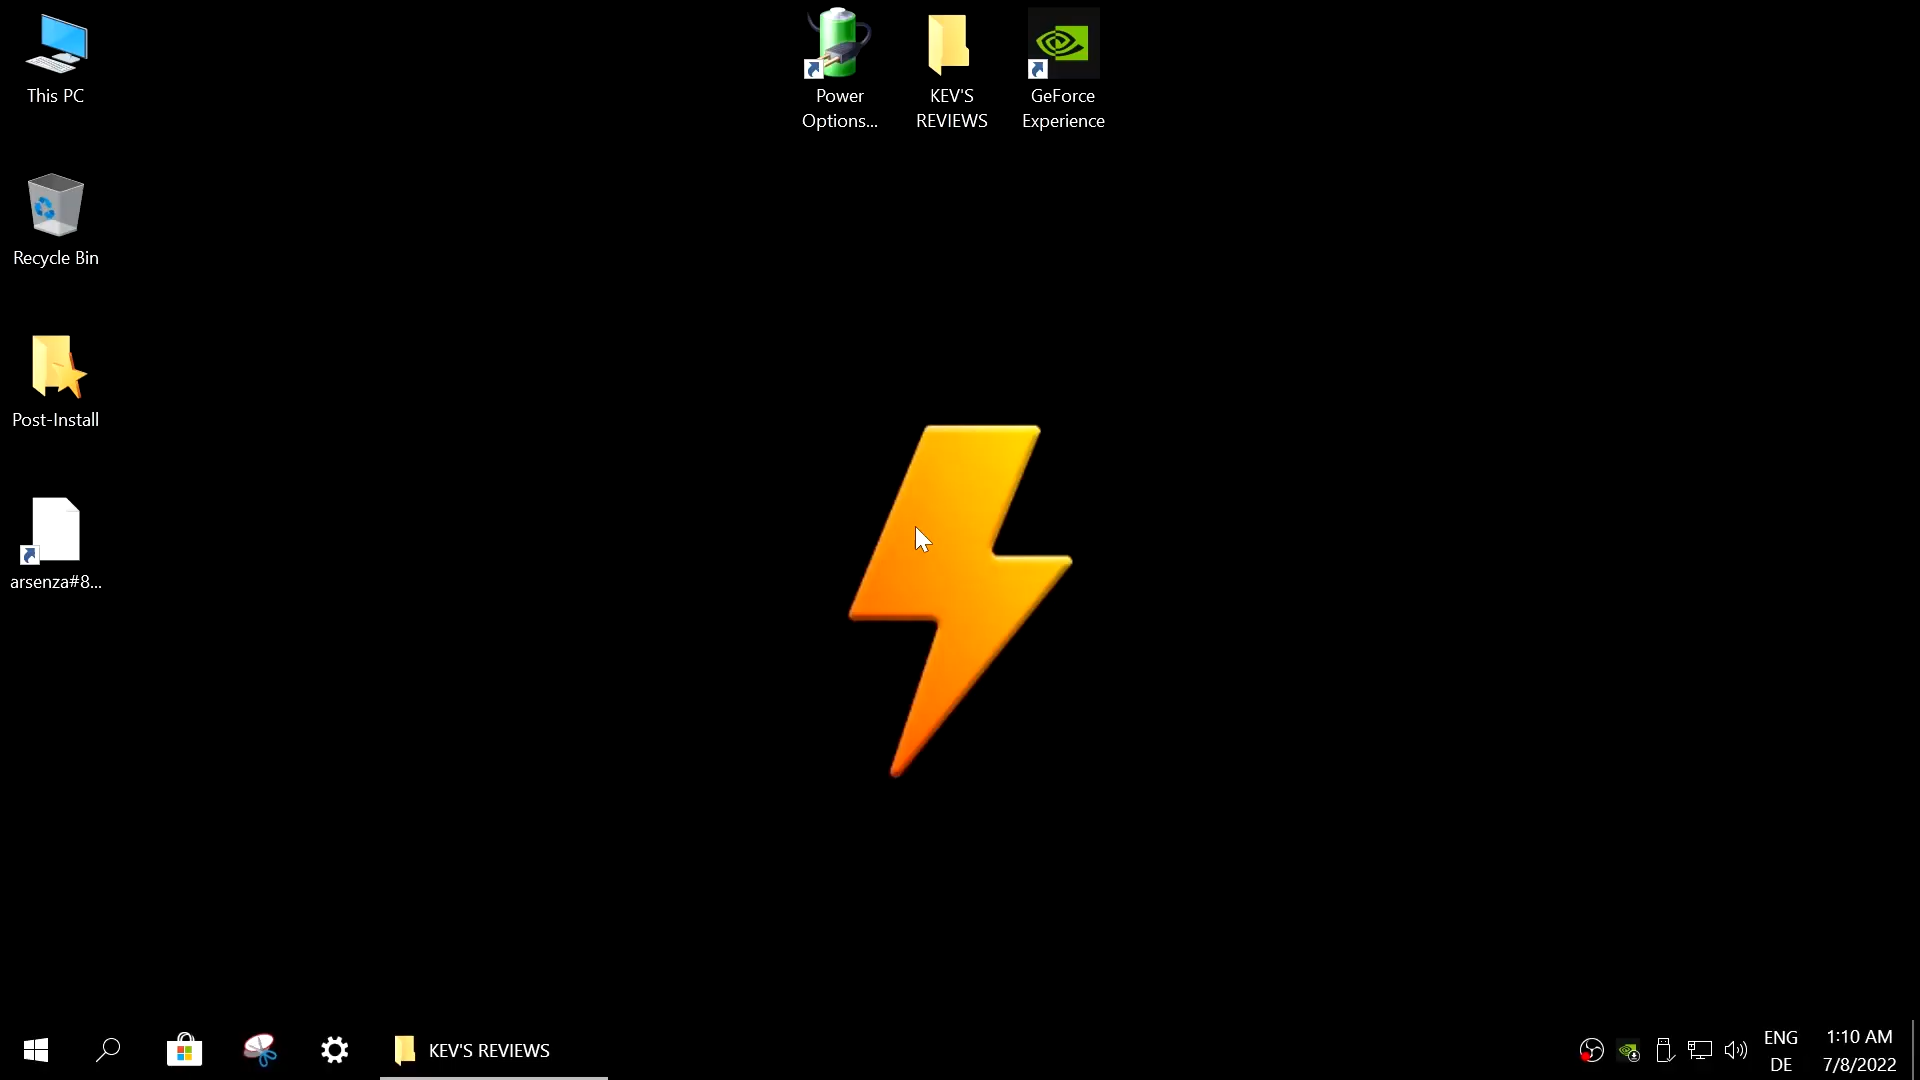 This PC
Recycle Bin
Post-Install
arsenza#8...
Power
Options...
KEV'S
REVIEWS
GeForce
Experience
KEV'S REVIEWS
ENG
DE
1:10 AM
7/8/2022